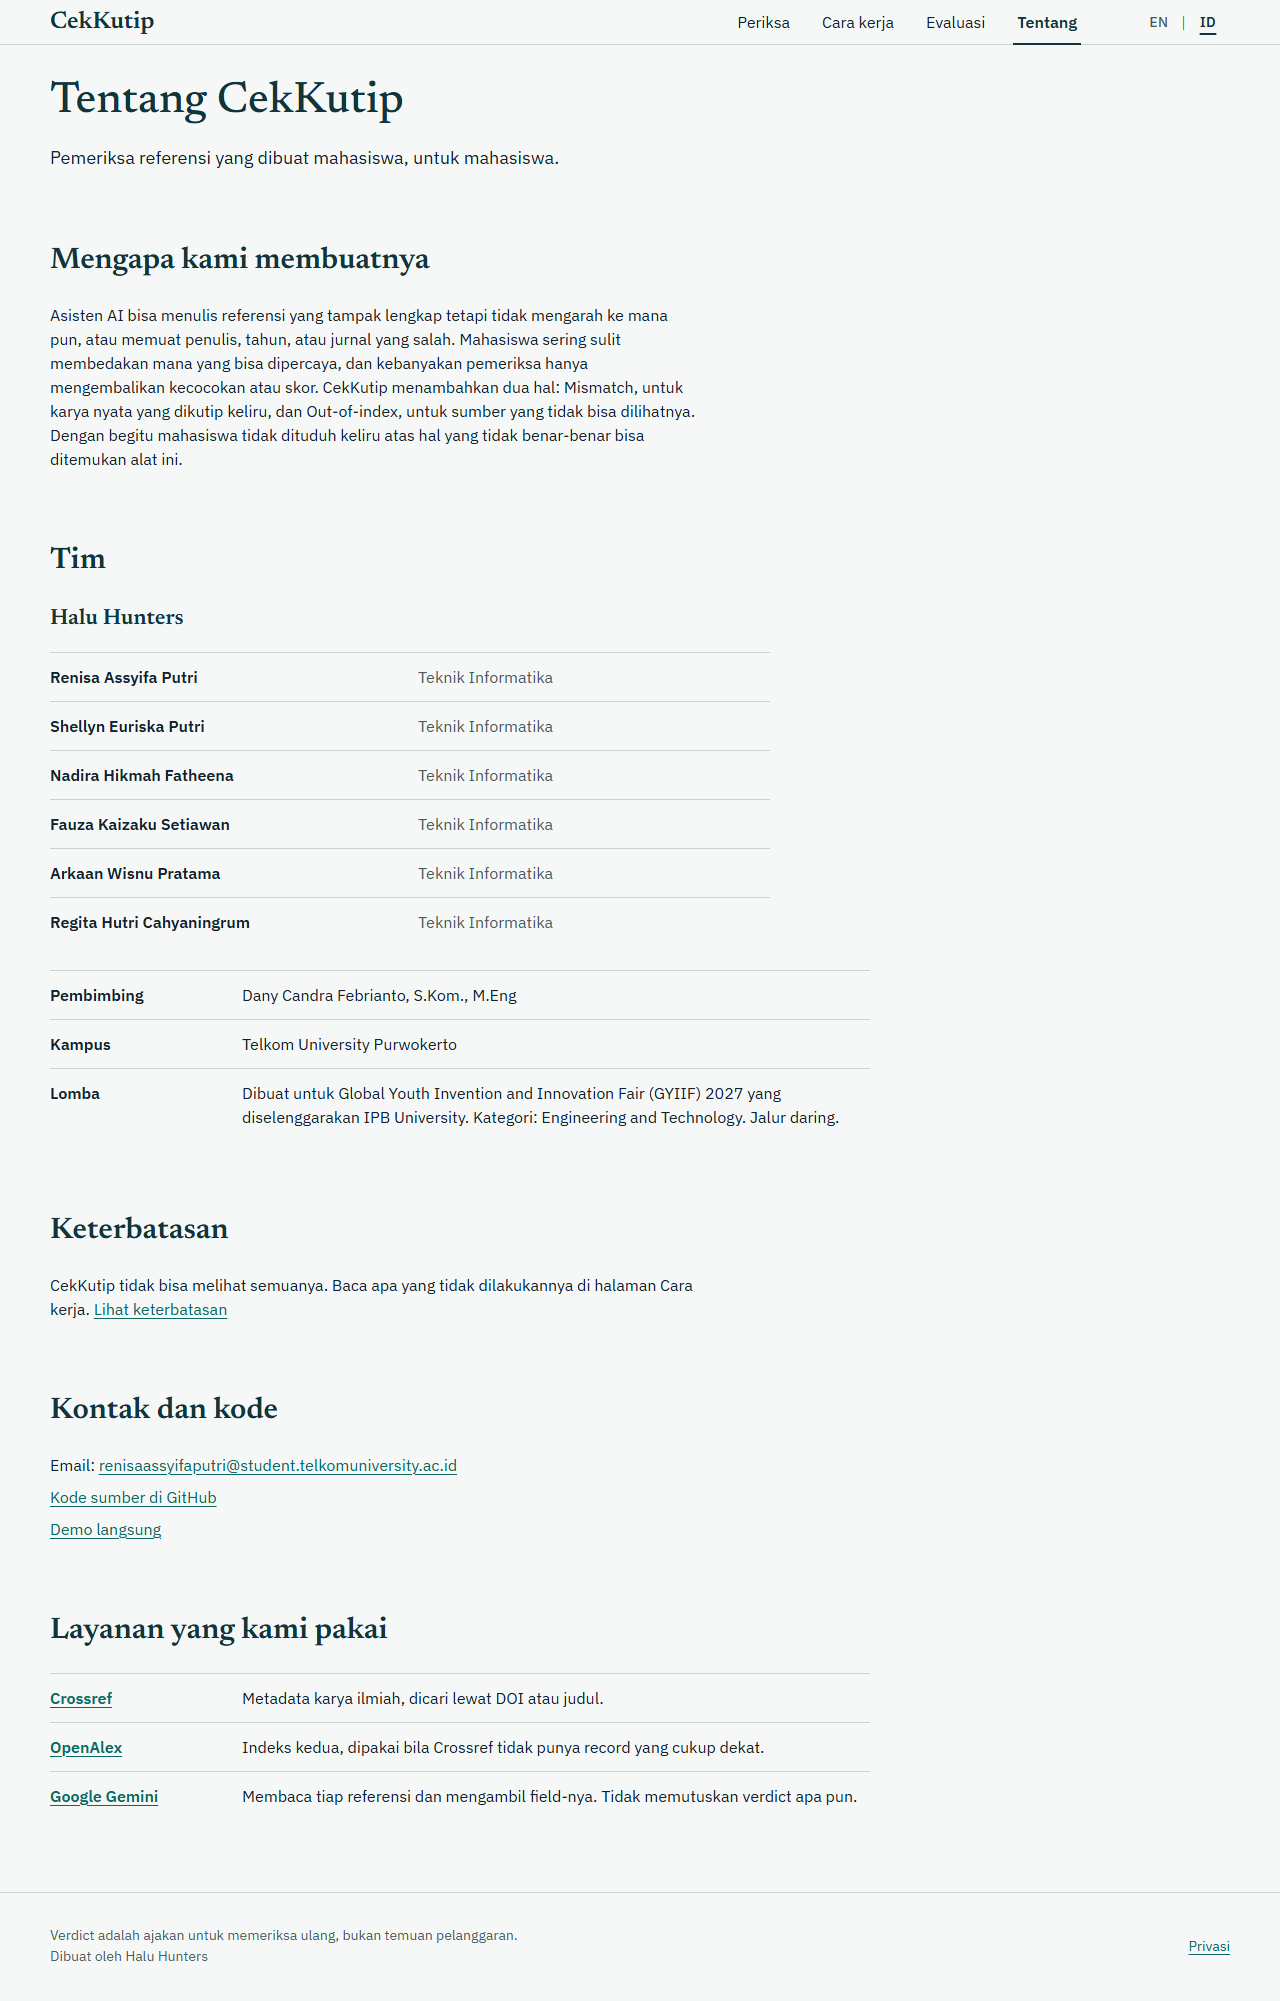 CekKutip
Periksa
Cara kerja
Evaluasi
Tentang
EN | ID
Tentang CekKutip
Pemeriksa referensi yang dibuat mahasiswa, untuk mahasiswa.
Mengapa kami membuatnya
Asisten AI bisa menulis referensi yang tampak lengkap tetapi tidak mengarah ke mana
pun, atau memuat penulis, tahun, atau jurnal yang salah. Mahasiswa sering sulit
membedakan mana yang bisa dipercaya, dan kebanyakan pemeriksa hanya
mengembalikan kecocokan atau skor. CekKutip menambahkan dua hal: Mismatch, untuk
karya nyata yang dikutip keliru, dan Out-of-index, untuk sumber yang tidak bisa dilihatnya.
Dengan begitu mahasiswa tidak dituduh keliru atas hal yang tidak benar-benar bisa
ditemukan alat ini.
Tim
Halu Hunters
Renisa Assyifa Putri Teknik Informatika
Shellyn Euriska Putri Teknik Informatika
Nadira Hikmah Fatheena Teknik Informatika
Fauza Kaizaku Setiawan Teknik Informatika
Arkaan Wisnu Pratama Teknik Informatika
Regita Hutri Cahyaningrum Teknik Informatika
Pembimbing Dany Candra Febrianto, S.Kom., M.Eng
Kampus Telkom University Purwokerto
Lomba Dibuat untuk Global Youth Invention and Innovation Fair (GYIIF) 2027 yang
diselenggarakan IPB University. Kategori: Engineering and Technology. Jalur daring.
Keterbatasan
CekKutip tidak bisa melihat semuanya. Baca apa yang tidak dilakukannya di halaman Cara
kerja. Lihat keterbatasan
Kontak dan kode
Email: renisaassyifaputri@student.telkomuniversity.ac.id
Kode sumber di GitHub
Demo langsung
Layanan yang kami pakai
Crossref Metadata karya ilmiah, dicari lewat DOI atau judul.
OpenAlex Indeks kedua, dipakai bila Crossref tidak punya record yang cukup dekat.
Google Gemini Membaca tiap referensi dan mengambil field-nya. Tidak memutuskan verdict apa pun.
Verdict adalah ajakan untuk memeriksa ulang, bukan temuan pelanggaran.
Dibuat oleh Halu Hunters
Privasi